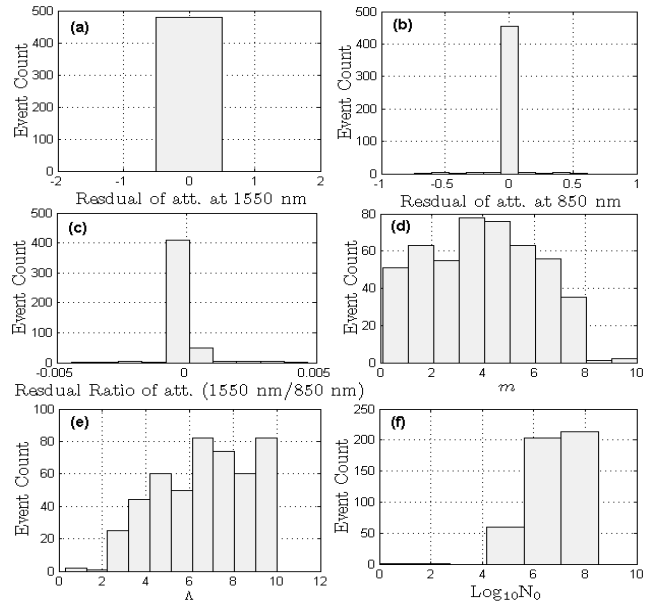 (a)
Event Count
500
400
300
200
100
0
-2 -1 0 1 2
Resdual of att. at 1550 nm
(b)
Event Count
500
400
300
200
100
0
-1 -0.5 0 0.5 1
Residual of att. at 850 nm
(c)
Event Count
500
400
300
200
100
0
-0.005 0 0.005
Resdual Ratio of att. (1550 nm/850 nm)
(d)
Event Count
80
60
40
20
0
0 2 4 6 8 10
m
(e)
Event Count
100
80
60
40
20
0
0 2 4 6 8 10 12
Λ
(f)
Event Count
250
200
150
100
50
0
0 2 4 6 8 10
Log₁₀N₀